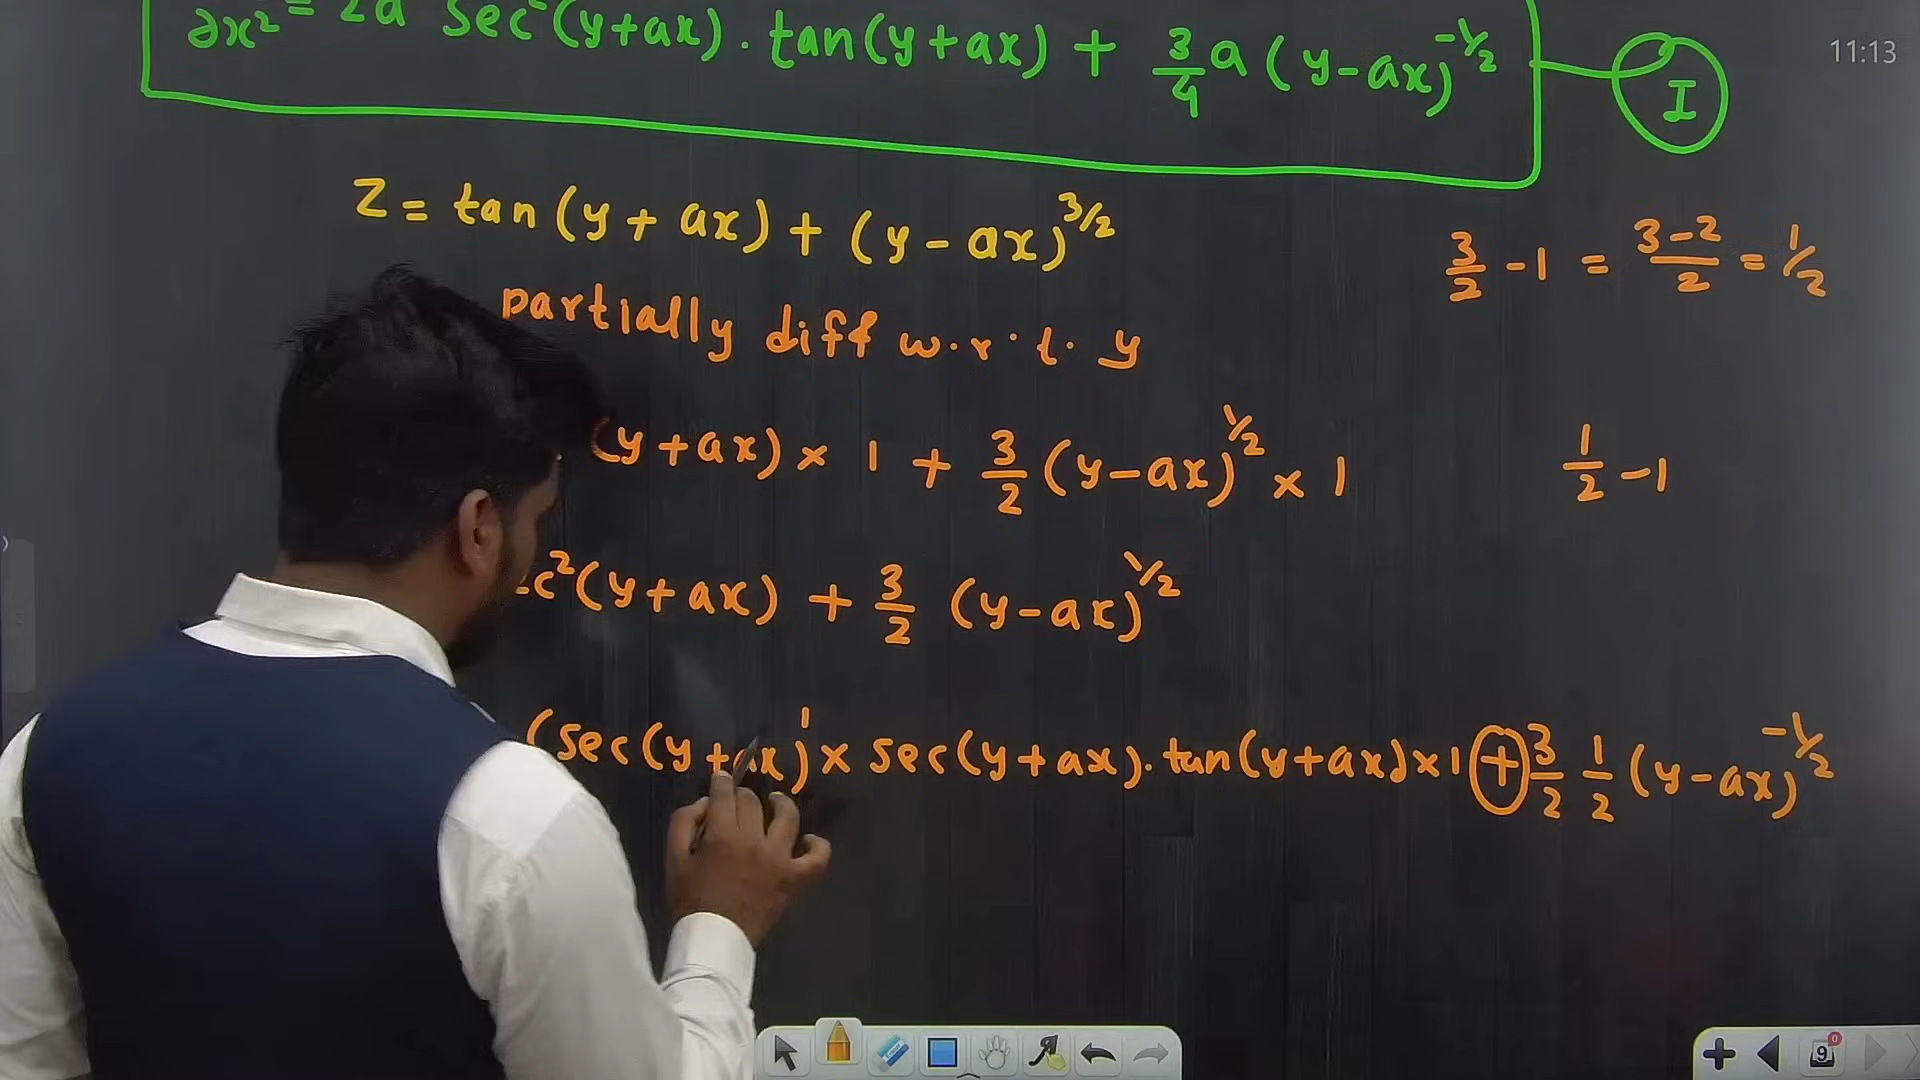 ∂x² = 2a sec²(y+ax) . tan(y+ax) + 3/4 a (y-ax)^-1/2 I
11:13
z = tan(y + ax) + (y - ax)^3/2
3/2 - 1 = 3-2/2 = 1/2
partially diff w.r.t. y
(y+ax) × 1 + 3/2 (y-ax)^1/2 × 1
1/2 - 1
c²(y+ax) + 3/2 (y-ax)^1/2
(sec(y+ax)^1 × sec(y+ax).tan(y+ax)×1 + 3/2 1/2 (y-ax)^-1/2
9
0